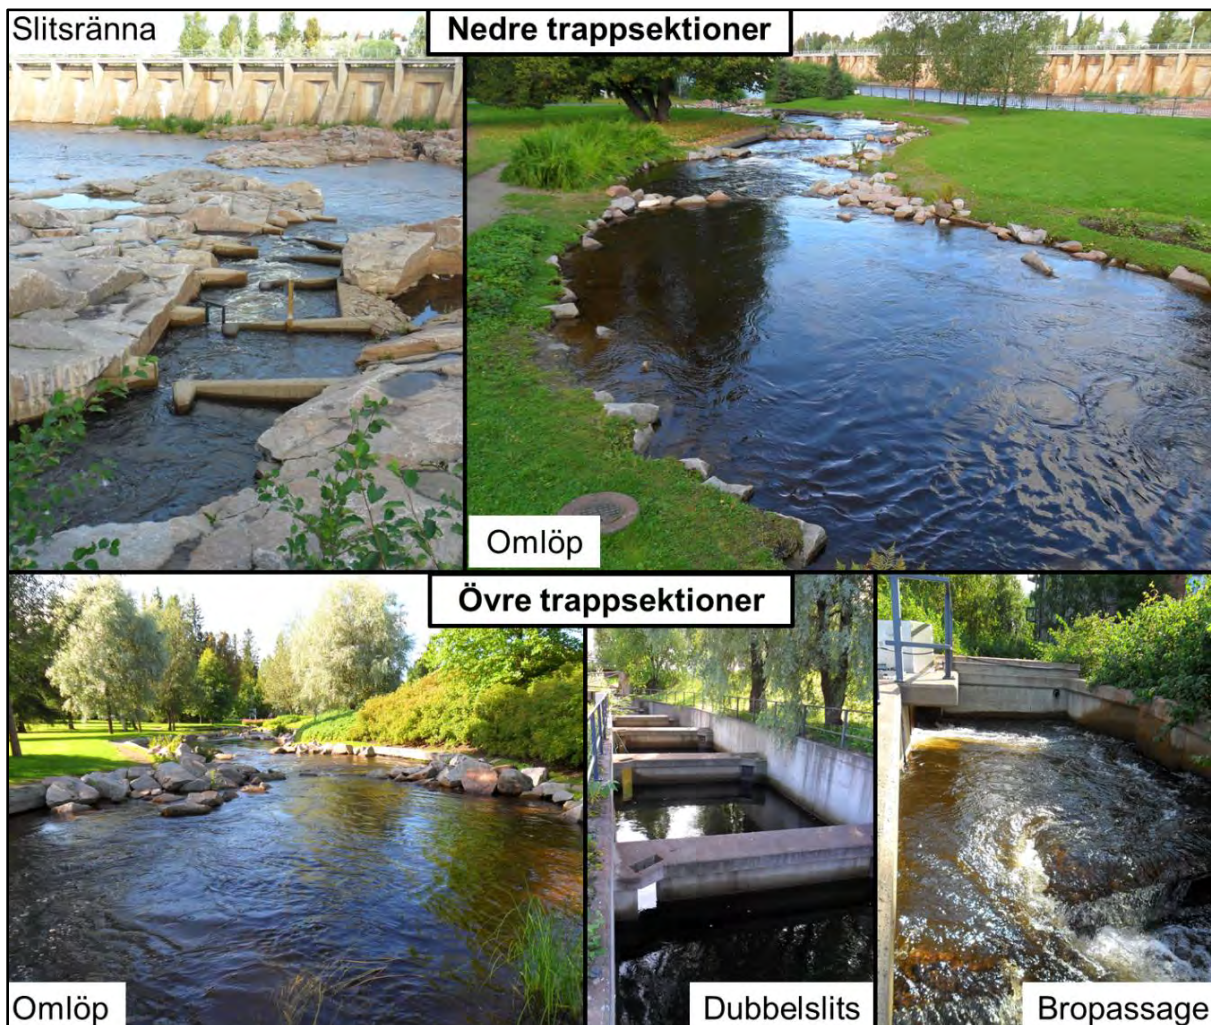 Slitsränna
Nedre trappsektioner
Omlöp
Övre trappsektioner
Omlöp
Dubbelslits
Bropassage